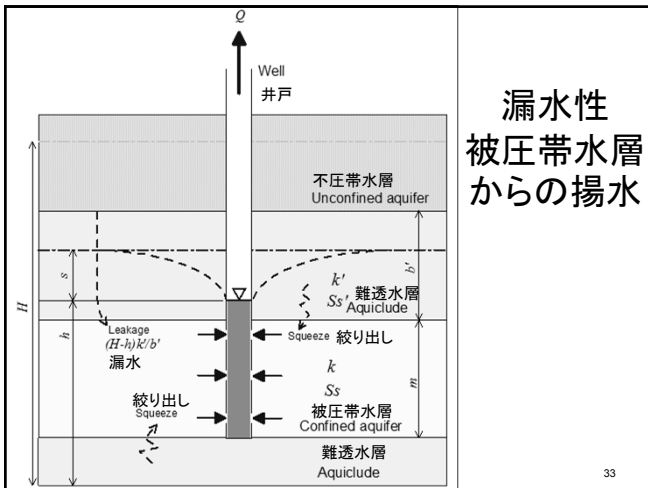 Q
Well
井戸
漏水性
被圧帯水層
からの揚水
不圧帯水層
Unconfined aquifer
H
s
h
b'
k'
Ss'
難透水層
Aquiclude
Leakage
(H-h)k'/b'
漏水
Squeeze 絞り出し
k
Ss
m
絞り出し
Squeeze
被圧帯水層
Confined aquifer
難透水層
Aquiclude
33